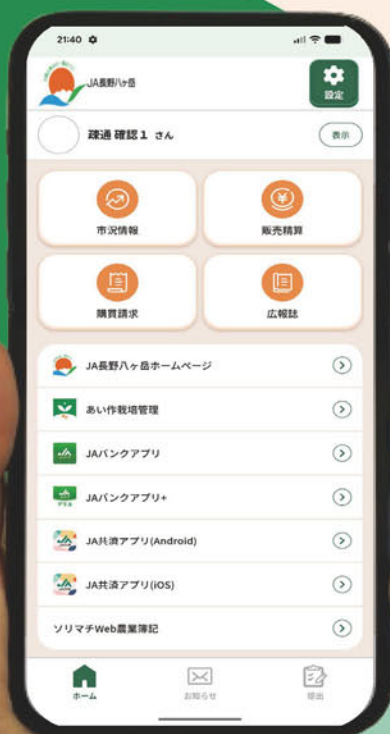 21:40
JA長野八ヶ岳
設定
疎通 確認1 さん
表示
市況情報
販売精算
購買請求
広報誌
JA長野八ヶ岳ホームページ
あい作栽培管理
JAバンクアプリ
JAバンクアプリ+
JA共済アプリ(Android)
JA共済アプリ(iOS)
ソリマチWeb農業簿記
ホーム
お知らせ
提出